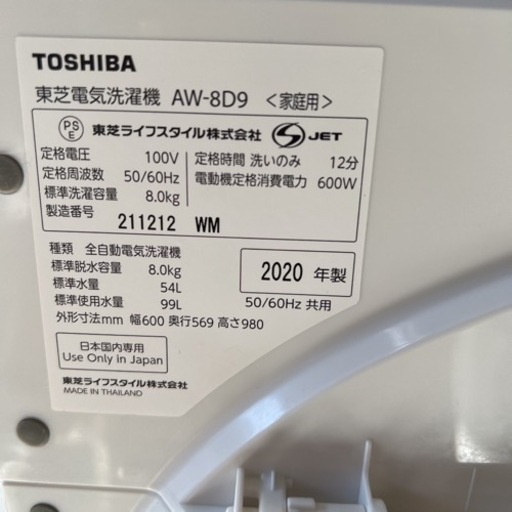 TOSHIBA
東芝電気洗濯機 AW-8D9 <家庭用>
PS E 東芝ライフスタイル株式会社 S JET
定格電圧 100V 定格時間 洗いのみ 12分
定格周波数 50/60Hz 電動機定格消費電力 600W
標準洗濯容量 8.0kg
製造番号 211212 WM
種類 全自動電気洗濯機
標準脱水容量 8.0kg 2020 年製
標準水量 54L
標準使用水量 99L 50/60Hz 共用
外形寸法mm 幅600 奥行569 高さ980
日本国内専用
Use Only in Japan
東芝ライフスタイル株式会社
MADE IN THAILAND